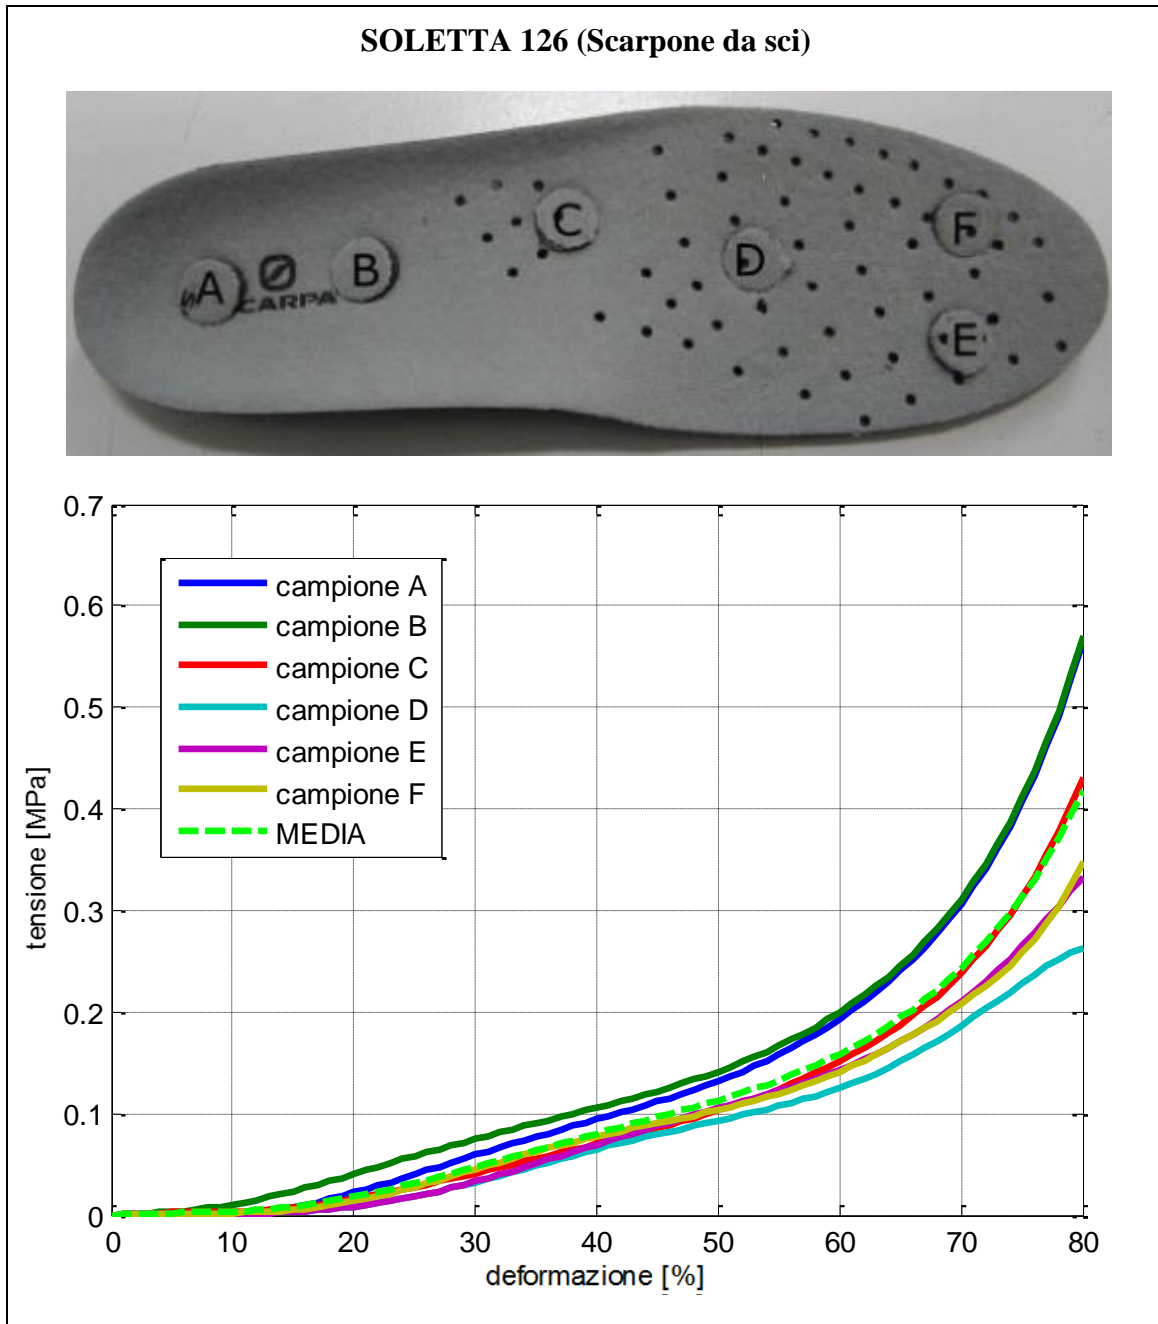 SOLETTA 126 (Scarpone da sci)
A
B
C
D
E
F
CARPA
0.7
0.6
0.5
0.4
0.3
0.2
0.1
0
tensione [MPa]
campione A
campione B
campione C
campione D
campione E
campione F
MEDIA
0 10 20 30 40 50 60 70 80
deformazione [%]